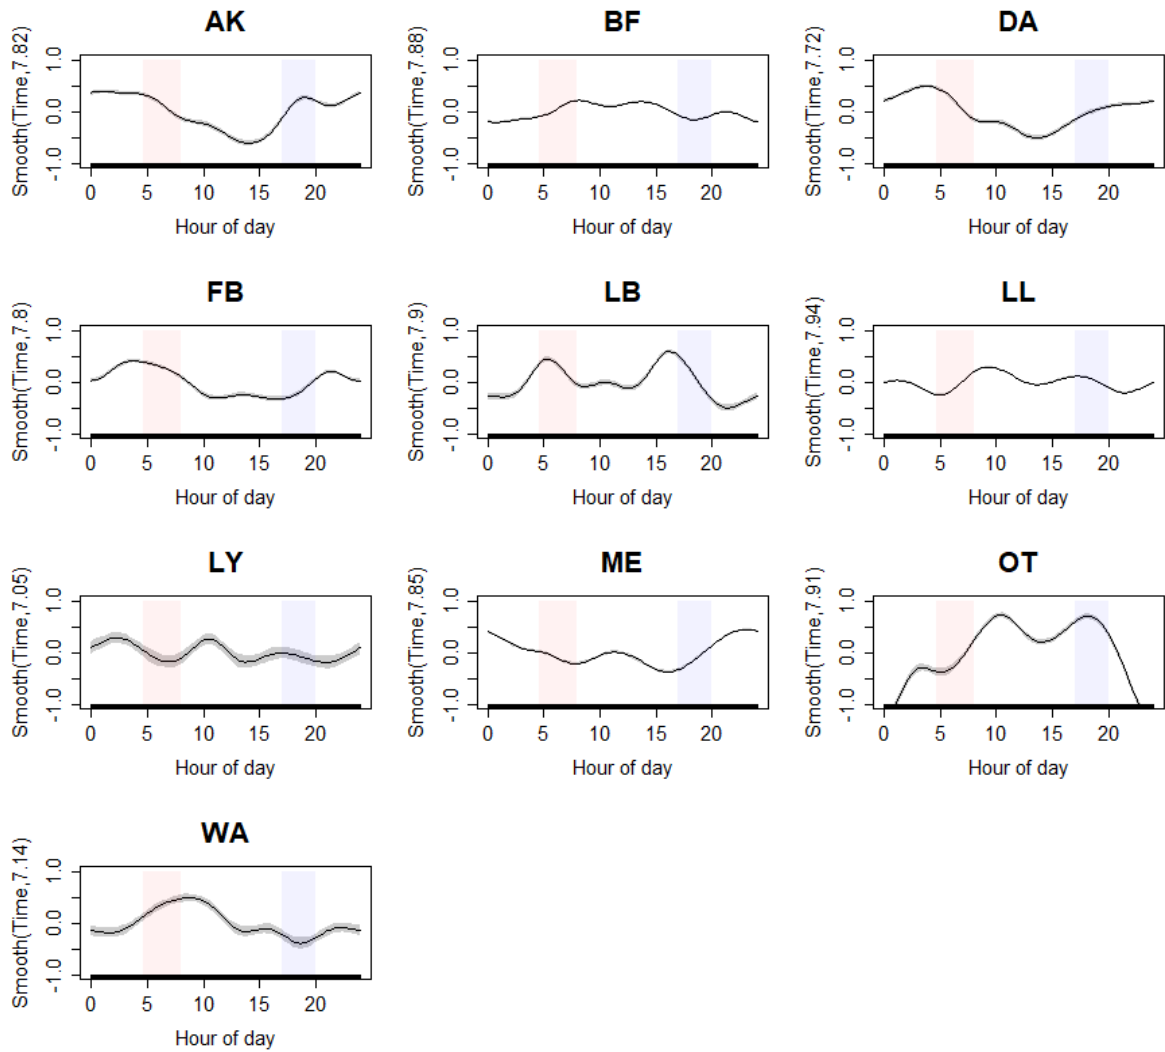 AK
Smooth(Time,7.82)
1.0
0.0
-1.0
0 5 10 15 20
Hour of day
BF
Smooth(Time,7.88)
1.0
0.0
-1.0
0 5 10 15 20
Hour of day
DA
Smooth(Time,7.72)
1.0
0.0
-1.0
0 5 10 15 20
Hour of day
FB
Smooth(Time,7.8)
1.0
0.0
-1.0
0 5 10 15 20
Hour of day
LB
Smooth(Time,7.9)
1.0
0.0
-1.0
0 5 10 15 20
Hour of day
LL
Smooth(Time,7.94)
1.0
0.0
-1.0
0 5 10 15 20
Hour of day
LY
Smooth(Time,7.05)
1.0
0.0
-1.0
0 5 10 15 20
Hour of day
ME
Smooth(Time,7.85)
1.0
0.0
-1.0
0 5 10 15 20
Hour of day
OT
Smooth(Time,7.91)
1.0
0.0
-1.0
0 5 10 15 20
Hour of day
WA
Smooth(Time,7.14)
1.0
0.0
-1.0
0 5 10 15 20
Hour of day